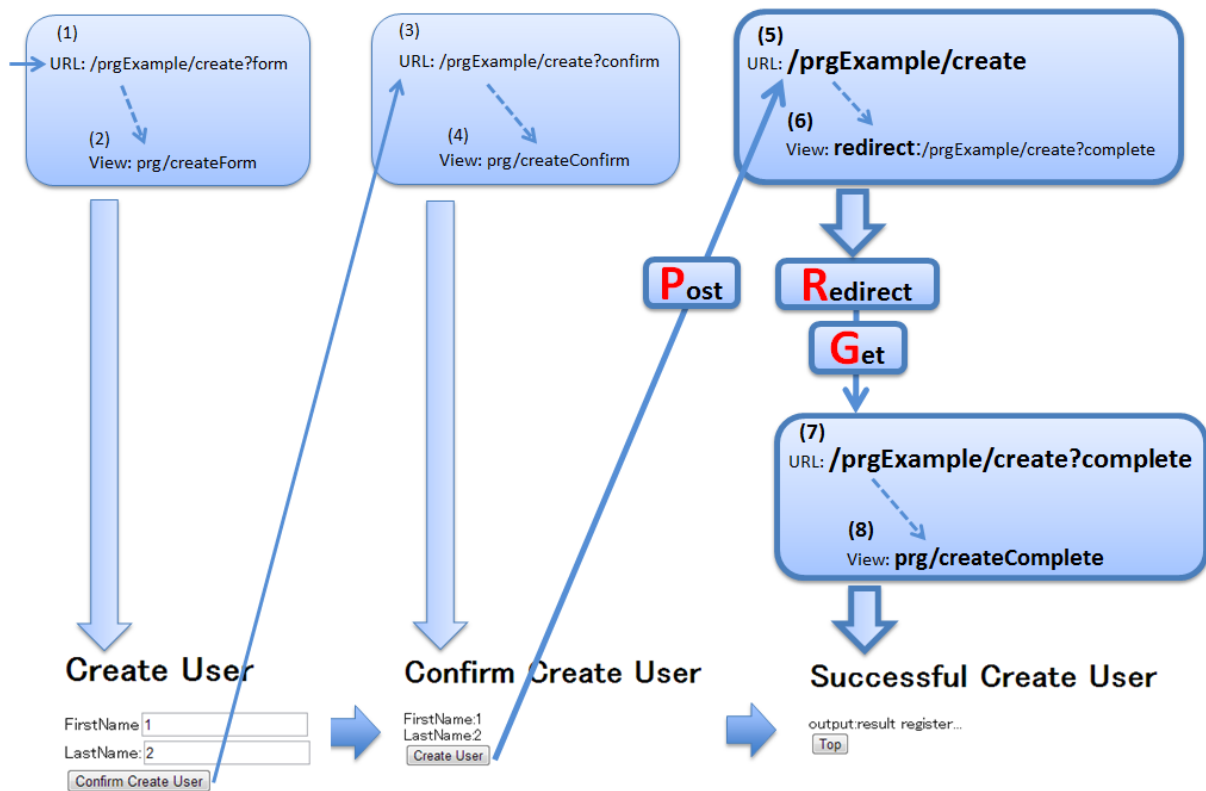 (1)
URL: /prgExample/create?form
(2)
View: prg/createForm
(3)
URL: /prgExample/create?confirm
(4)
View: prg/createConfirm
(5)
URL: /prgExample/create
(6)
View: redirect:/prgExample/create?complete
Post
Redirect
Get
(7)
URL: /prgExample/create?complete
(8)
View: prg/createComplete
Create User
FirstName 1
LastName: 2
Confirm Create User
Confirm Create User
FirstName:1
LastName:2
Create User
Successful Create User
output:result register...
Top